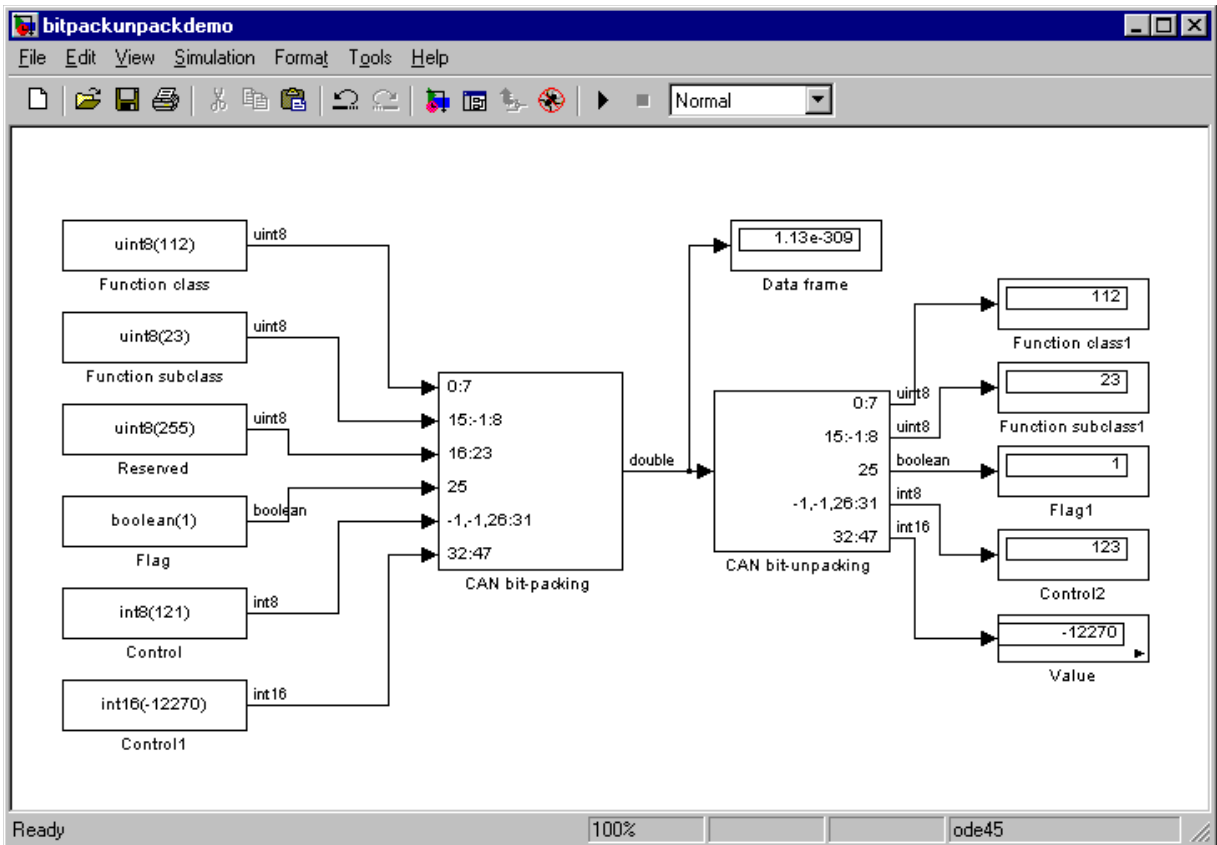 bitpackunpackdemo
File Edit View Simulation Format Tools Help
Normal
uint8(112)
uint8
Function class
uint8(23)
uint8
Function subclass
uint8(255)
uint8
Reserved
boolean(1)
boolean
Flag
int8(121)
int8
Control
int16(-12270)
int16
Control1
0:7
15:-1:8
16:23
25
-1,-1,26:31
32:47
CAN bit-packing
double
1.13e-309
Data frame
0:7
15:-1:8
25
-1,-1,26:31
32:47
CAN bit-unpacking
uint8
uint8
boolean
int8
int16
112
Function class1
23
Function subclass1
1
Flag1
123
Control2
-12270
Value
Ready
100%
ode45